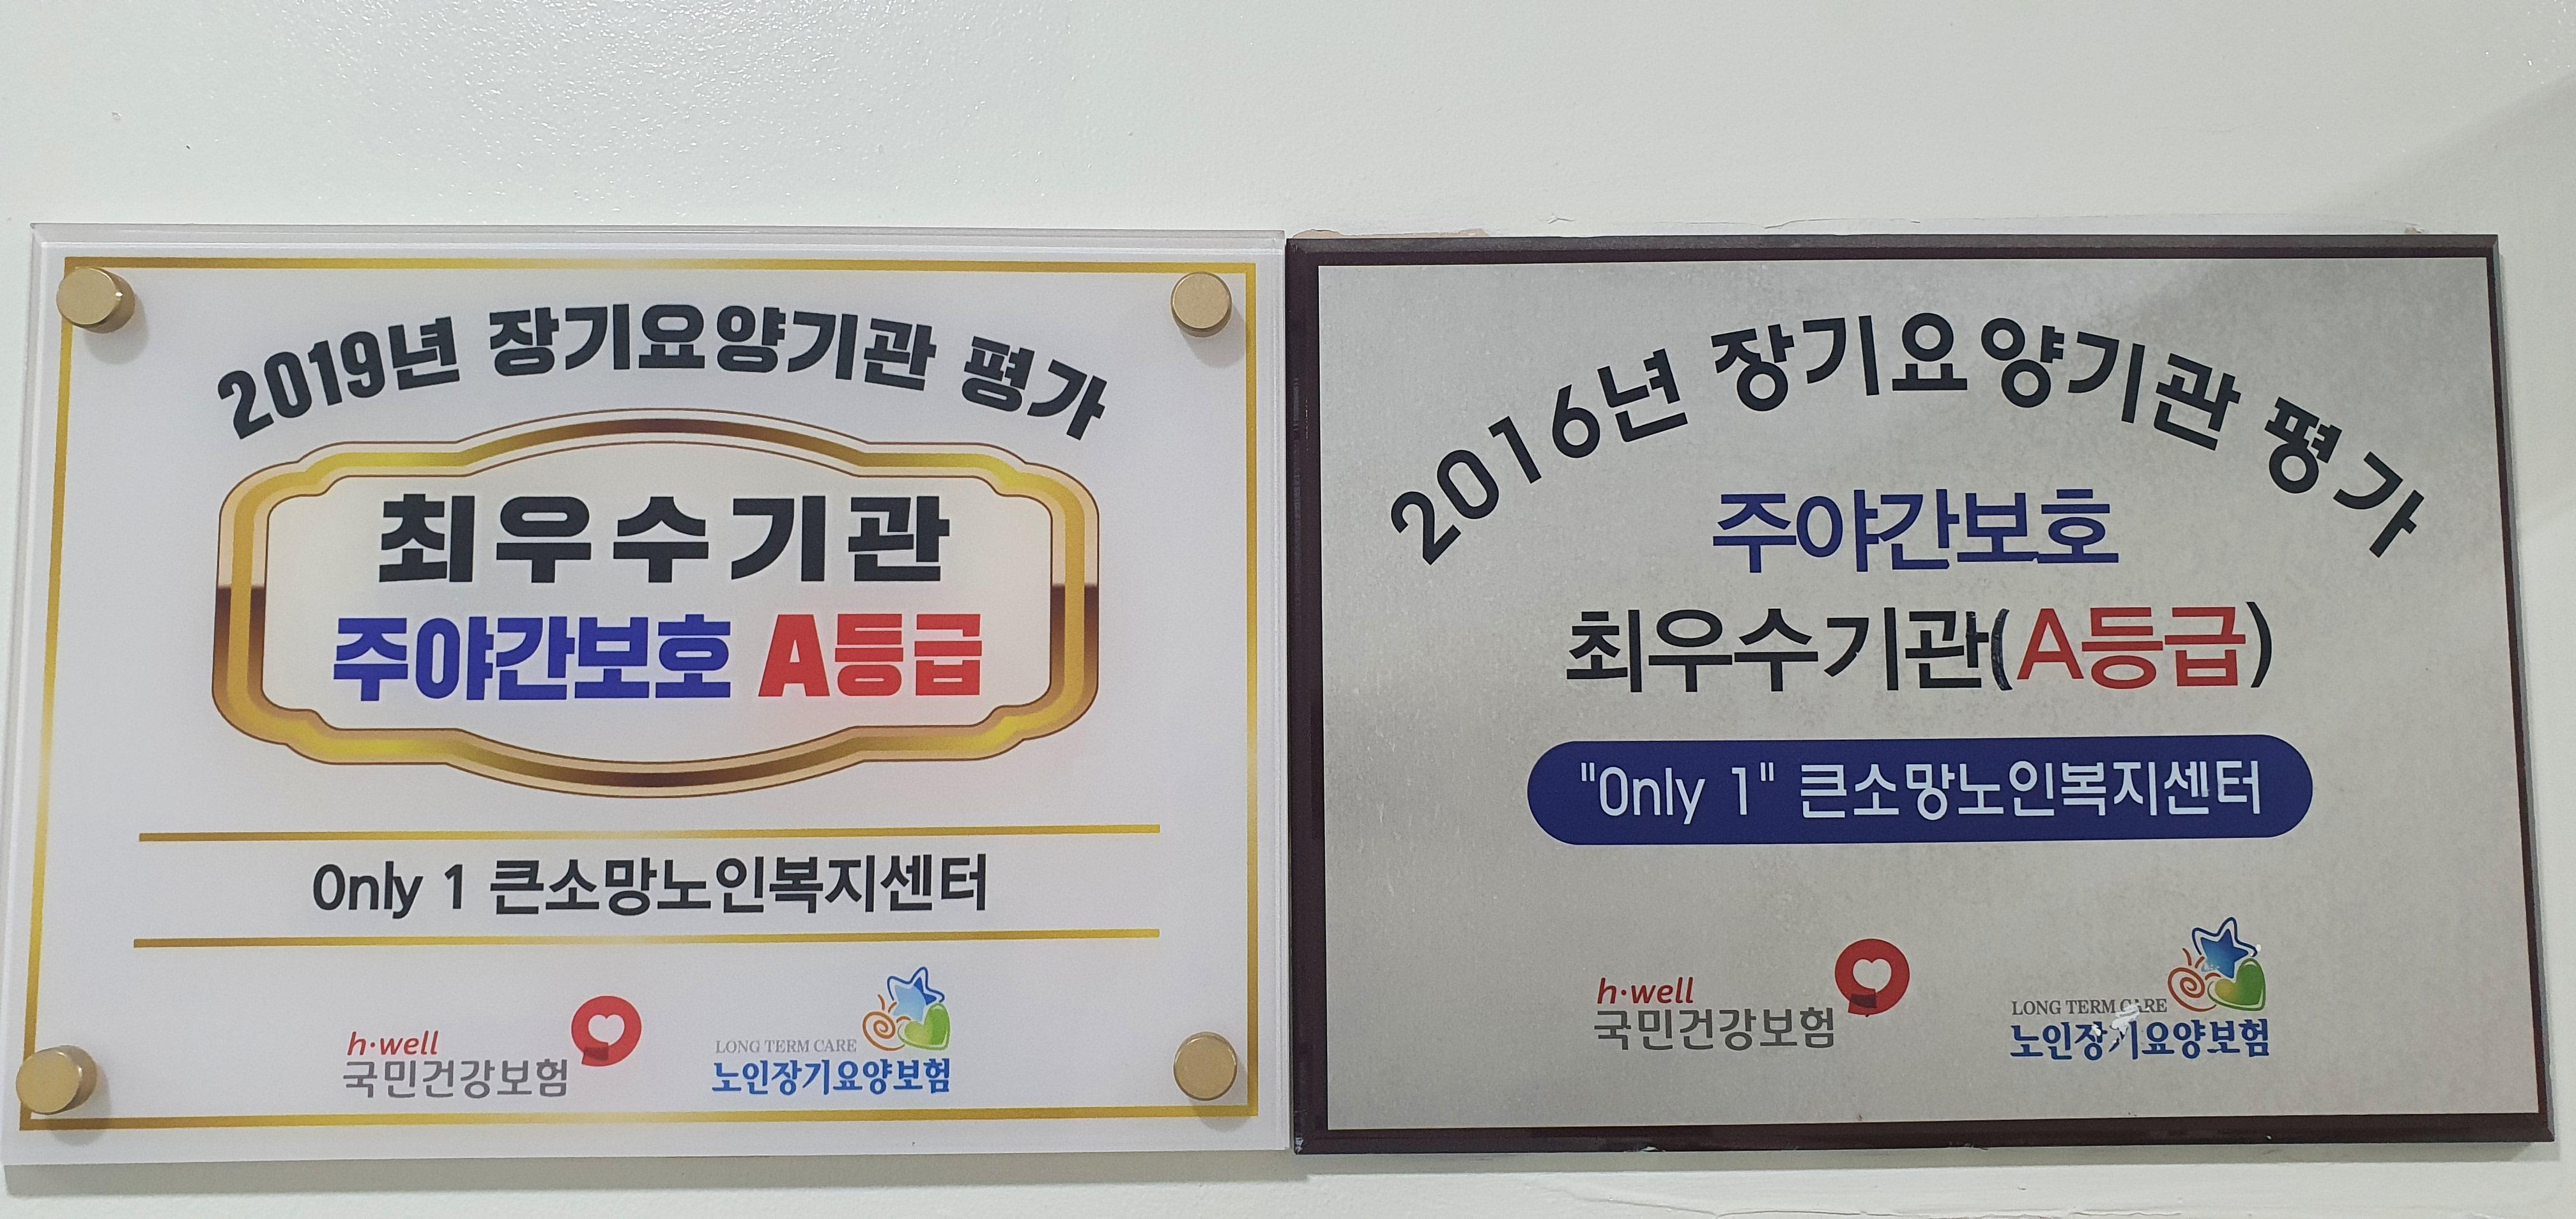 2019년 장기요양기관 평가
최우수기관
주야간보호 A등급
Only 1 큰소망노인복지센터
h·well
국민건강보험
LONG TERM CARE
노인장기요양보험
2016년 장기요양기관 평가
주야간보호
최우수기관(A등급)
"Only 1" 큰소망노인복지센터
h·well
국민건강보험
LONG TERM CARE
노인장기요양보험